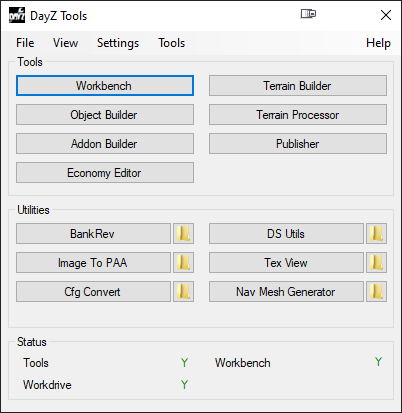 DayZ Tools
File View Settings Tools Help
Tools
Workbench Terrain Builder
Object Builder Terrain Processor
Addon Builder Publisher
Economy Editor
Utilities
BankRev DS Utils
Image To PAA Tex View
Cfg Convert Nav Mesh Generator
Status
Tools Y Workbench Y
Workdrive Y